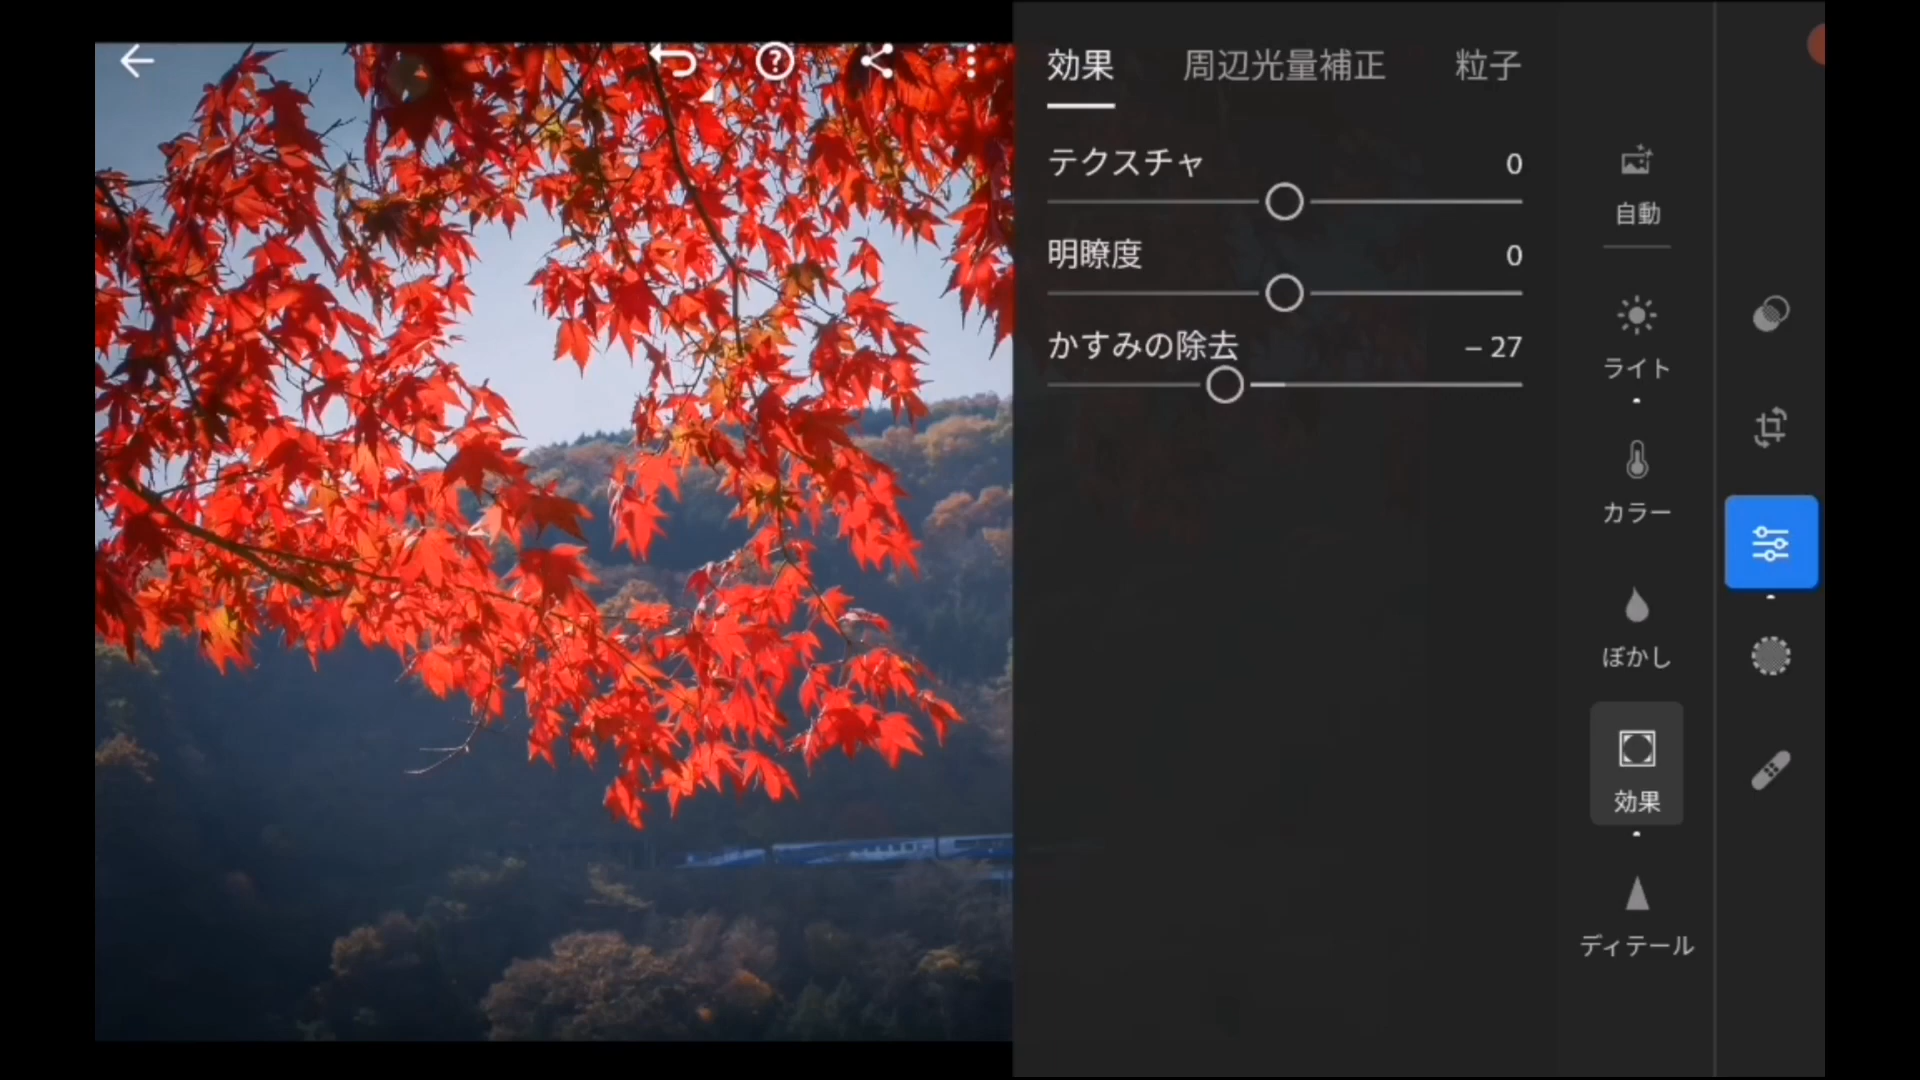 効果 周辺光量補正 粒子
テクスチャ 0
明瞭度 0
かすみの除去 – 27
自動
ライト
カラー
ぼかし
効果
ディテール